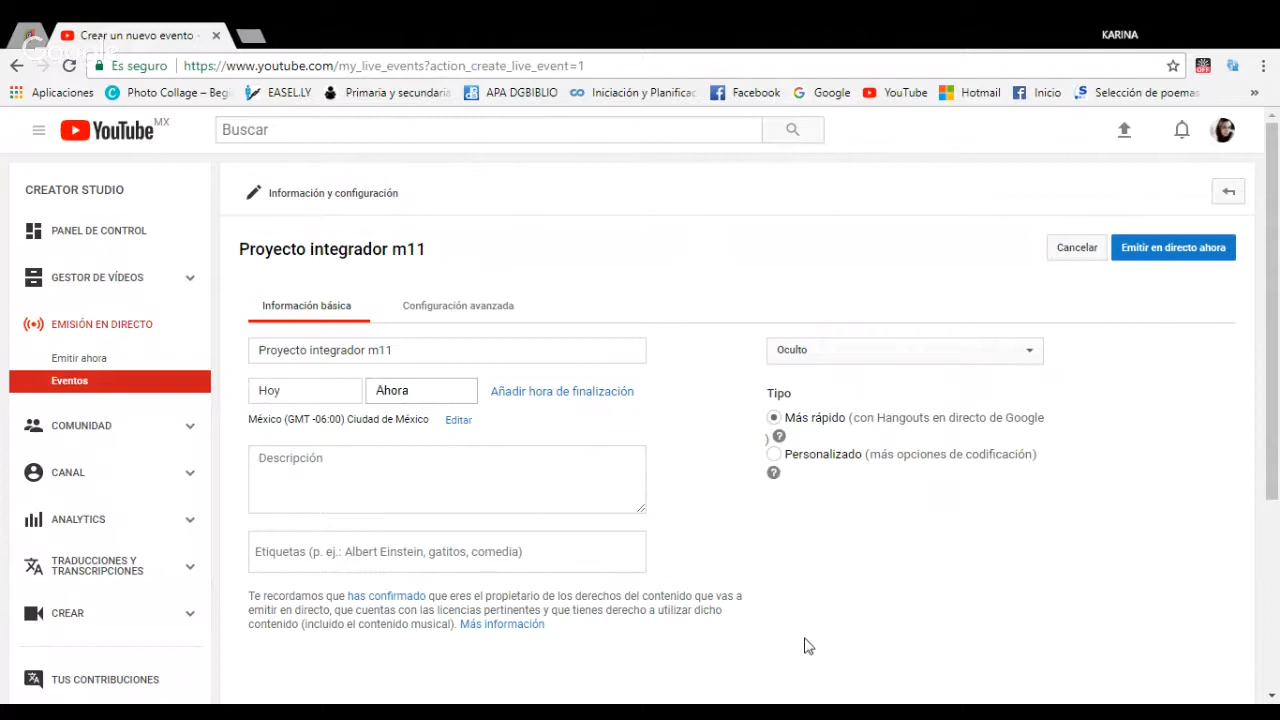 Crear un nuevo evento -
KARINA
Google
Es seguro
https://www.youtube.com/my_live_events?action_create_live_event=1
OFF
Aplicaciones
Photo Collage – Begi
EASEL.LY
Primaria y secundaria
APA DGBIBLIO
Iniciación y Planificac
Facebook
Google
YouTube
Hotmail
Inicio
Selección de poemas
»
YouTube MX
Buscar
CREATOR STUDIO
PANEL DE CONTROL
GESTOR DE VÍDEOS
EMISIÓN EN DIRECTO
Emitir ahora
Eventos
COMUNIDAD
CANAL
ANALYTICS
TRADUCCIONES Y
TRANSCRIPCIONES
CREAR
TUS CONTRIBUCIONES
Información y configuración
Proyecto integrador m11
Cancelar
Emitir en directo ahora
Información básica
Configuración avanzada
Proyecto integrador m11
Hoy
Ahora
Añadir hora de finalización
México (GMT -06:00) Ciudad de México
Editar
Descripción
Etiquetas (p. ej.: Albert Einstein, gatitos, comedia)
Te recordamos que has confirmado que eres el propietario de los derechos del contenido que vas a
emitir en directo, que cuentas con las licencias pertinentes y que tienes derecho a utilizar dicho
contenido (incluido el contenido musical). Más información
Oculto
Tipo
Más rápido (con Hangouts en directo de Google
) ?
Personalizado (más opciones de codificación)
?